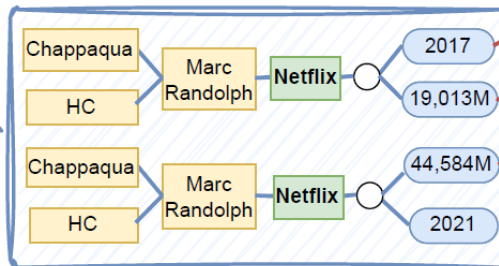 Chappaqua
HC
Marc
Randolph
Netflix
2017
19,013M
Chappaqua
HC
Marc
Randolph
Netflix
44,584M
2021